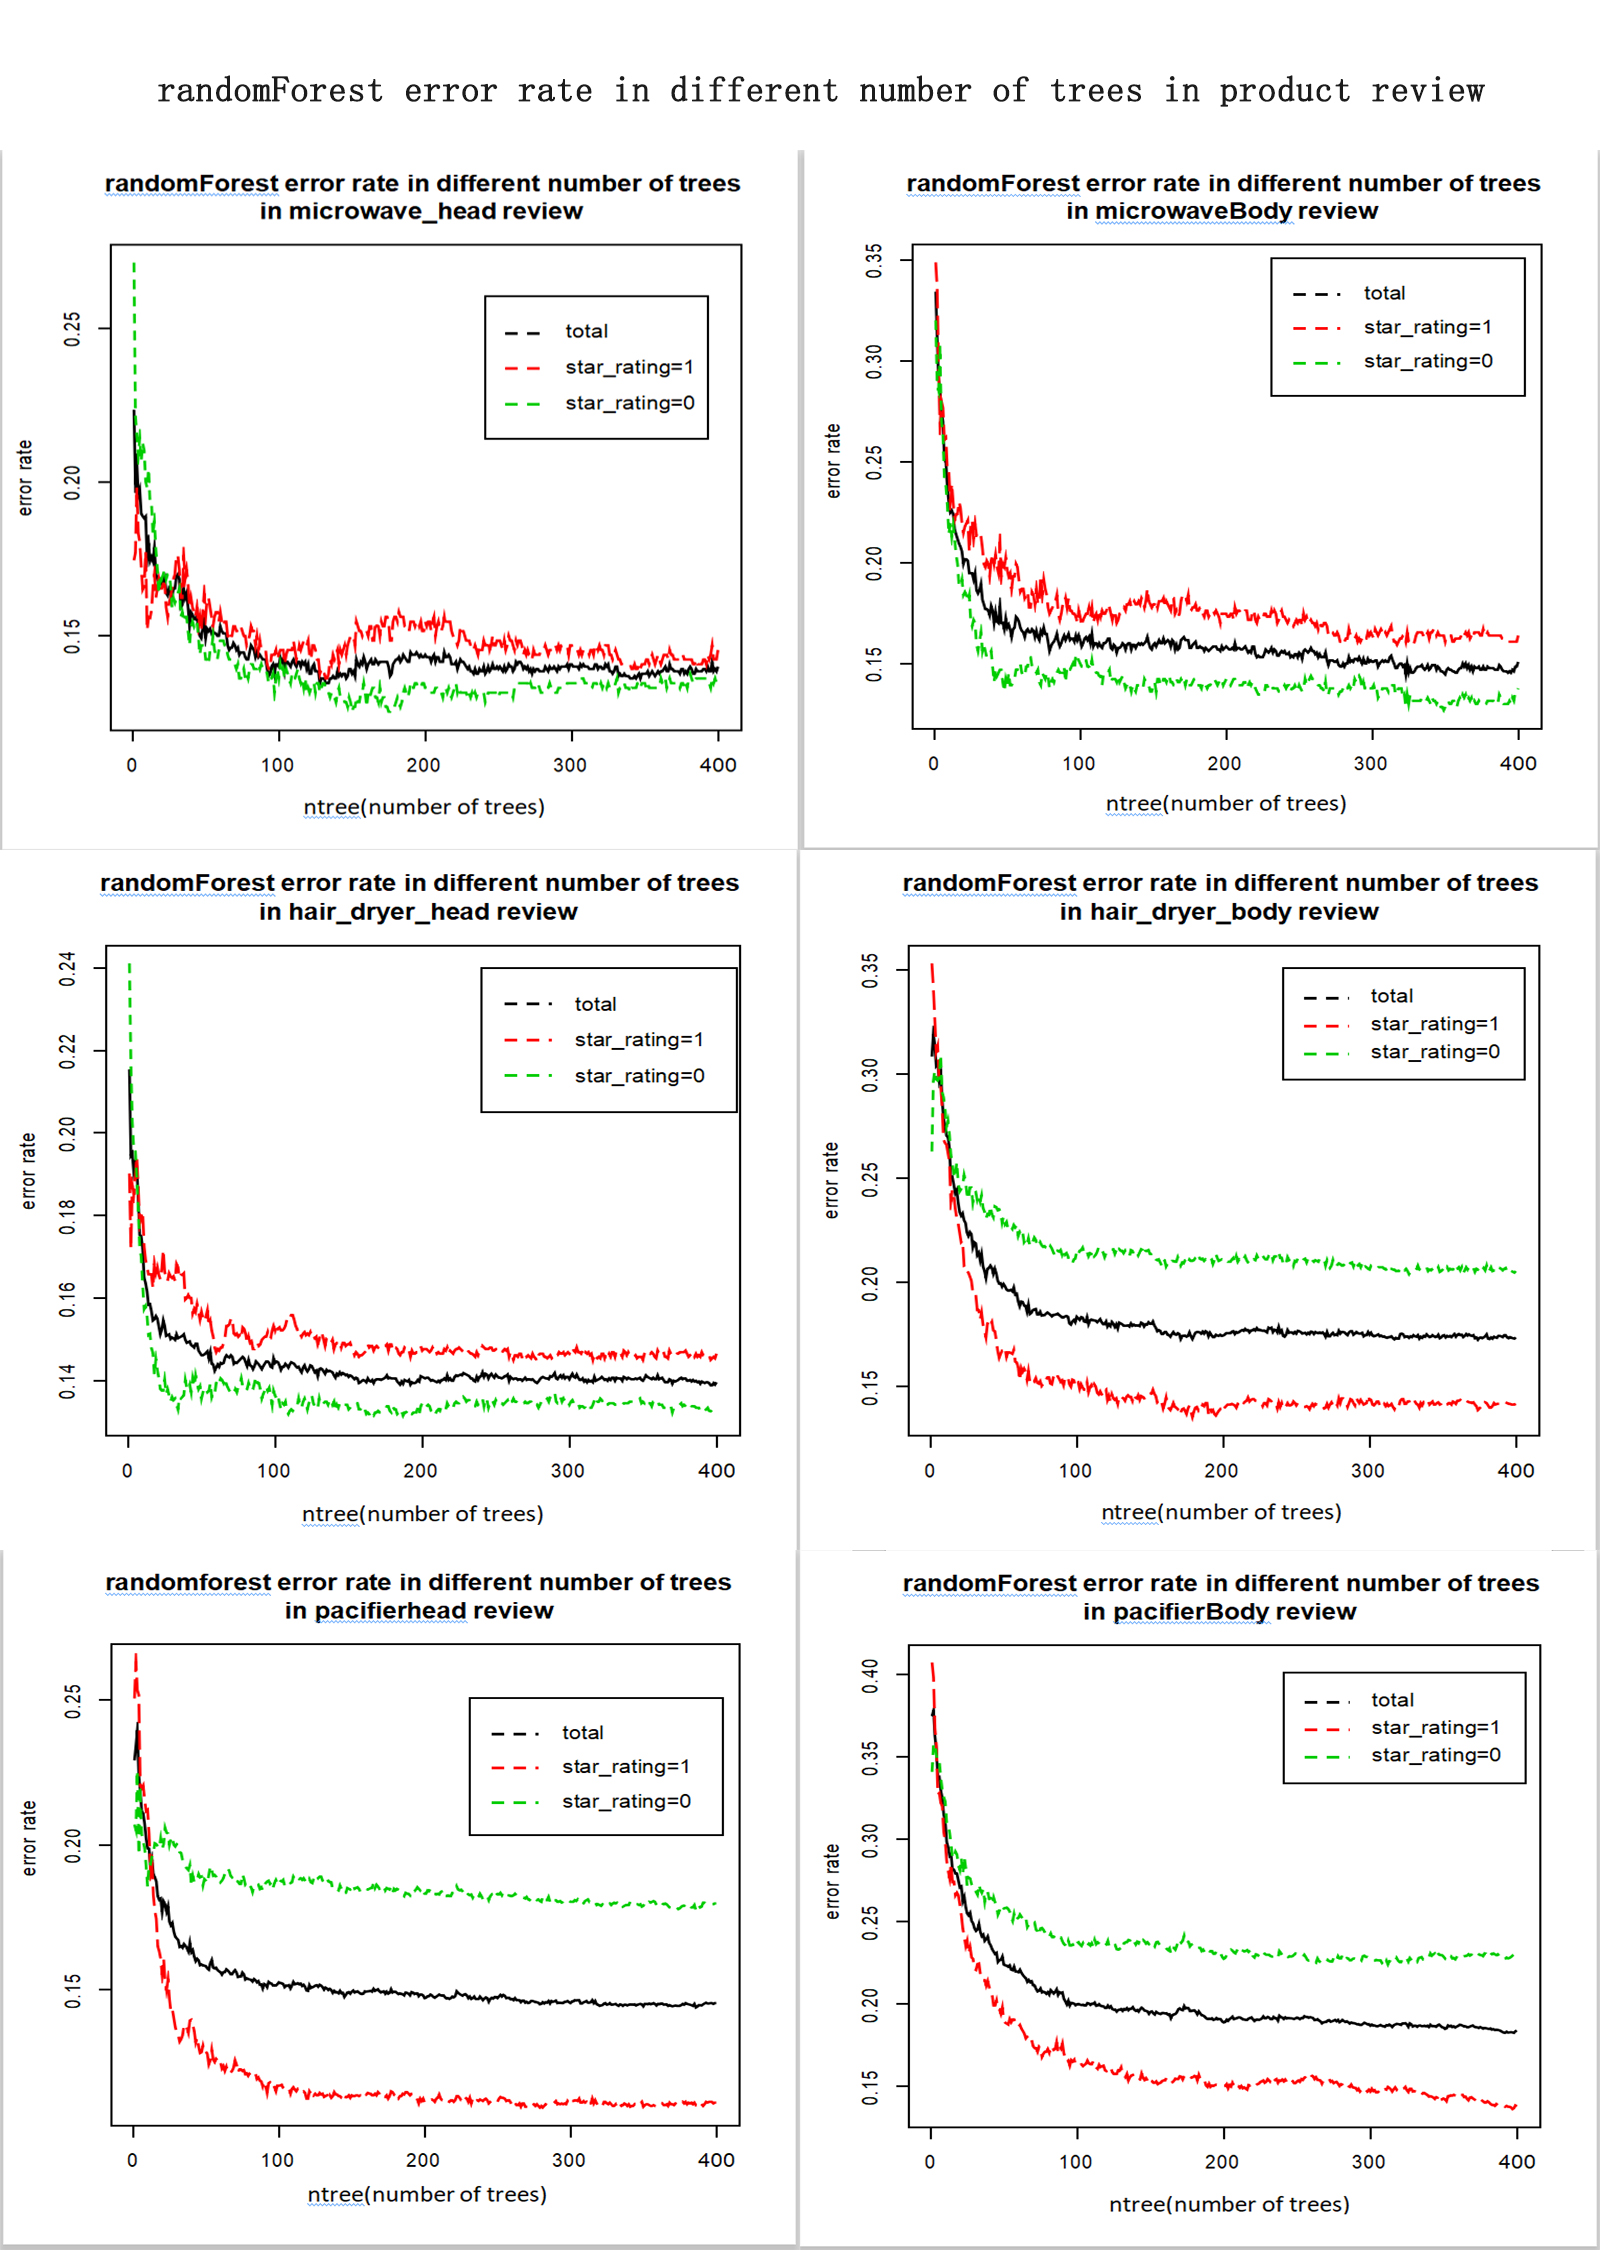 randomForest error rate in different number of trees in product review
randomForest error rate in different number of trees
in microwave_head review
error rate
0.25
0.20
0.15
total
star_rating=1
star_rating=0
0 100 200 300 400
ntree(number of trees)
randomForest error rate in different number of trees
in microwaveBody review
error rate
0.35
0.30
0.25
0.20
0.15
total
star_rating=1
star_rating=0
0 100 200 300 400
ntree(number of trees)
randomForest error rate in different number of trees
in hair_dryer_head review
error rate
0.24
0.22
0.20
0.18
0.16
0.14
total
star_rating=1
star_rating=0
0 100 200 300 400
ntree(number of trees)
randomForest error rate in different number of trees
in hair_dryer_body review
error rate
0.35
0.30
0.25
0.20
0.15
total
star_rating=1
star_rating=0
0 100 200 300 400
ntree(number of trees)
randomforest error rate in different number of trees
in pacifierhead review
error rate
0.25
0.20
0.15
total
star_rating=1
star_rating=0
0 100 200 300 400
ntree(number of trees)
randomForest error rate in different number of trees
in pacifierBody review
error rate
0.40
0.35
0.30
0.25
0.20
0.15
total
star_rating=1
star_rating=0
0 100 200 300 400
ntree(number of trees)